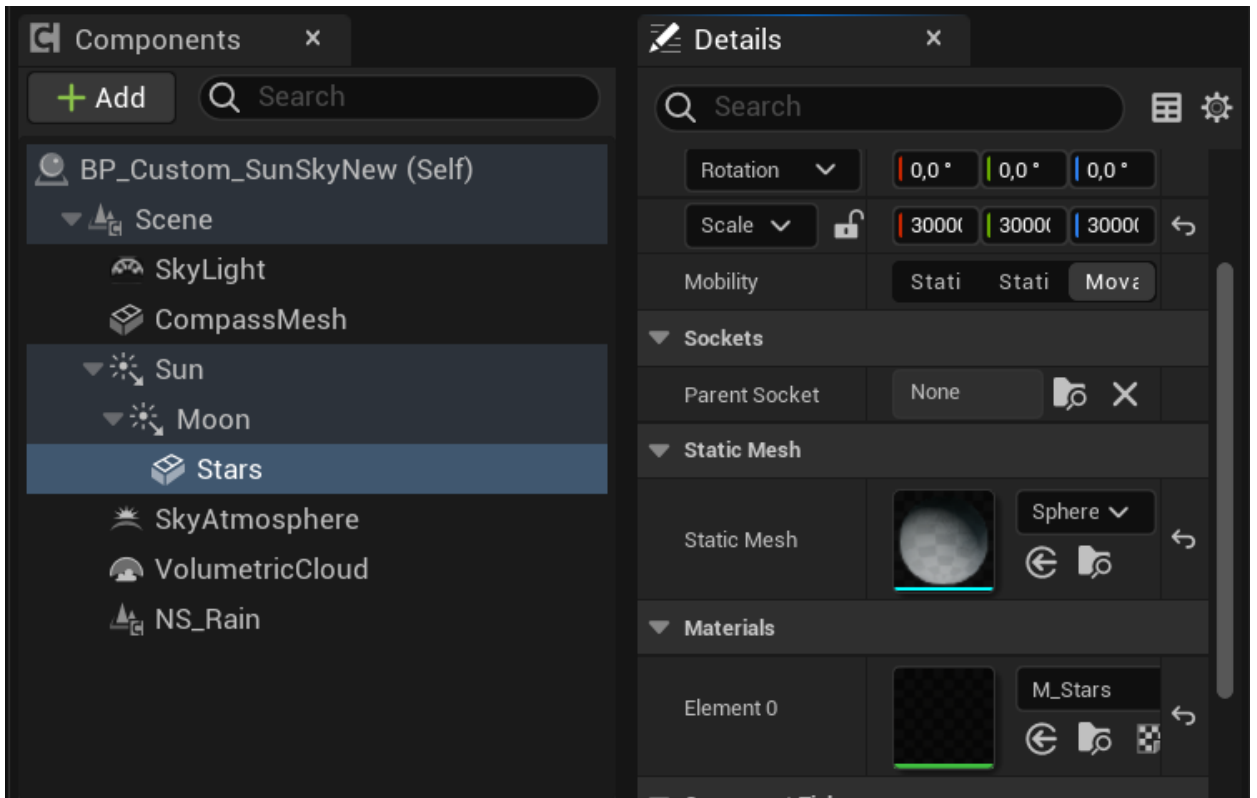 Components
Add
Search
BP_Custom_SunSkyNew (Self)
Scene
SkyLight
CompassMesh
Sun
Moon
Stars
SkyAtmosphere
VolumetricCloud
NS_Rain
Details
Search
Rotation 0,0 ° 0,0 ° 0,0 °
Scale 3000 3000 3000
Mobility Stati Stati Mova
Sockets
Parent Socket None
Static Mesh
Static Mesh Sphere
Materials
Element 0 M_Stars